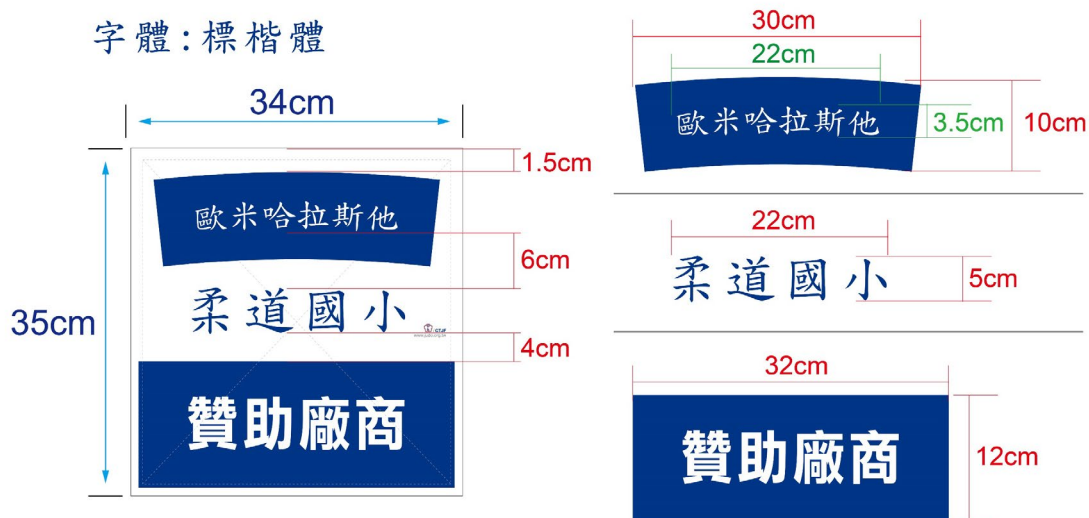 字體:標楷體
34cm
35cm
1.5cm
歐米哈拉斯他
6cm
柔道國小
4cm
贊助廠商
30cm
22cm
歐米哈拉斯他
3.5cm
10cm
22cm
柔道國小
5cm
32cm
贊助廠商
12cm